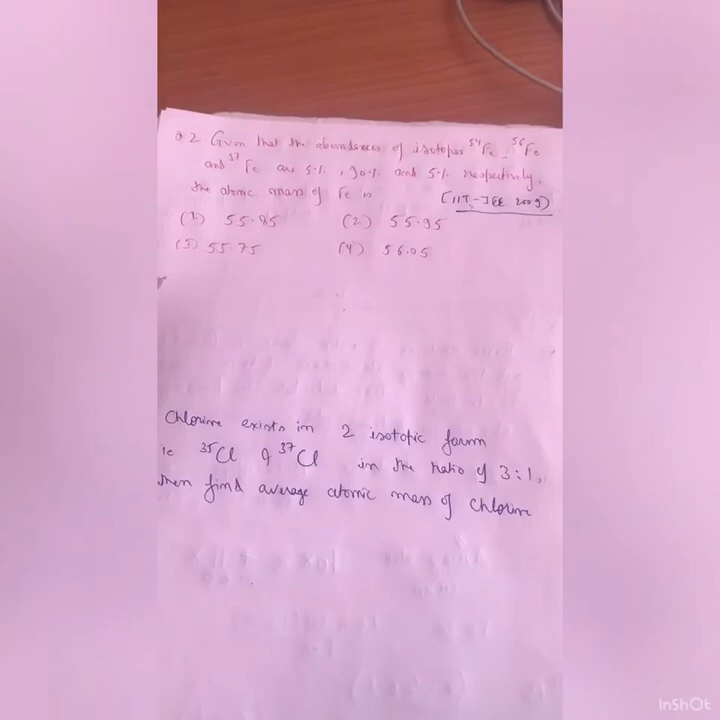 Q 2 Given that the abundances of isotopes ⁵⁴Fe, ⁵⁶Fe
and ⁵⁷Fe are 5%, 90% and 5% respectively.
the atomic mass of Fe is [IIT-JEE 2009]
(1) 55.85 (2) 55.95
(3) 55.75 (4) 56.05
Chlorine exists in 2 isotopic form
ie ³⁵Cl & ³⁷Cl in the ratio of 3:1,
then find average atomic mass of Chlorine
InShOt